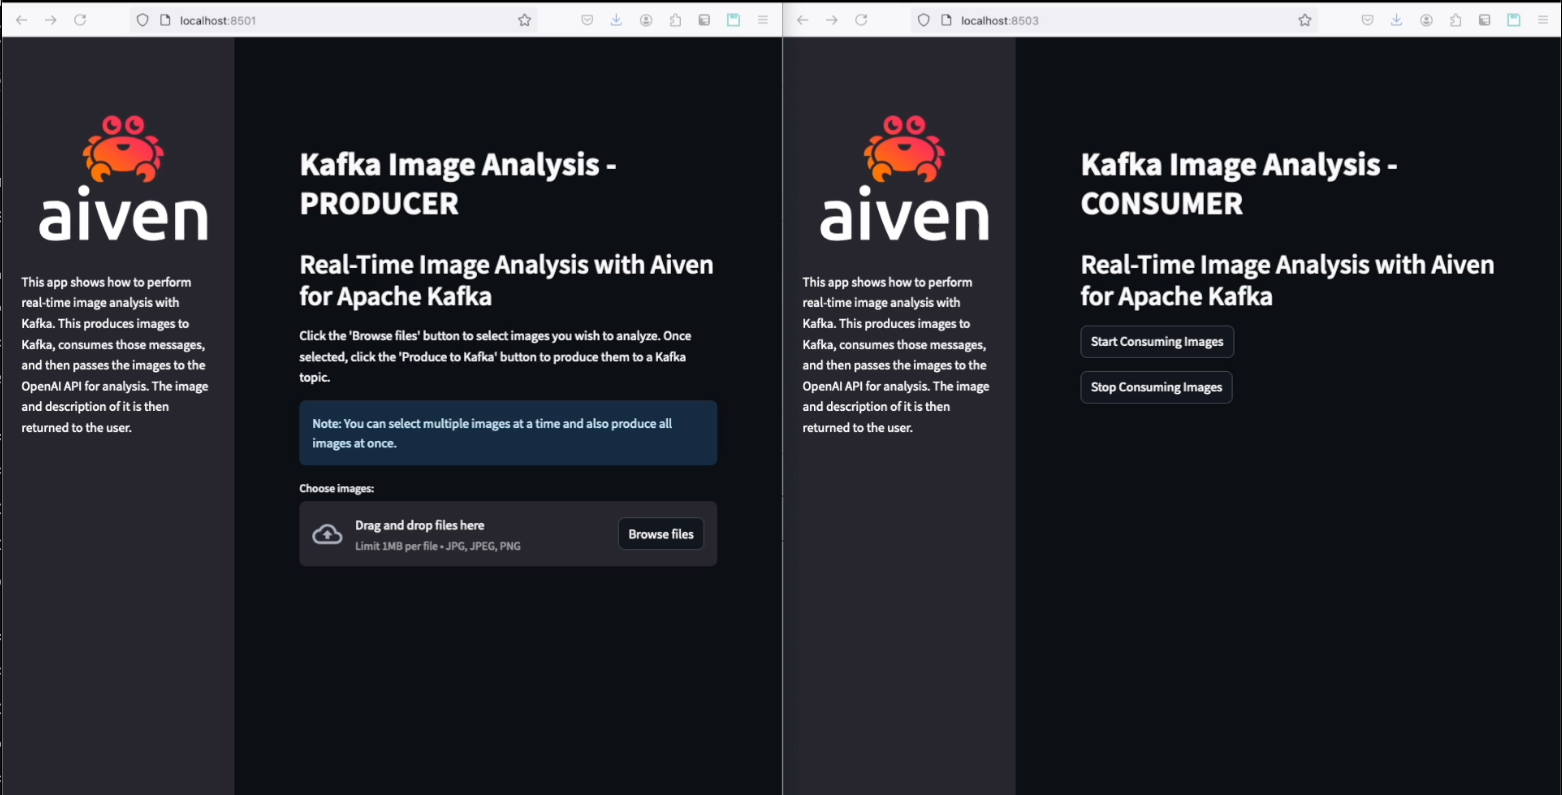 localhost:8501
aiven
This app shows how to perform
real-time image analysis with
Kafka. This produces images to
Kafka, consumes those messages,
and then passes the images to the
OpenAI API for analysis. The image
and description of it is then
returned to the user.
Kafka Image Analysis -
PRODUCER
Real-Time Image Analysis with Aiven
for Apache Kafka
Click the 'Browse files' button to select images you wish to analyze. Once
selected, click the 'Produce to Kafka' button to produce them to a Kafka
topic.
Note: You can select multiple images at a time and also produce all
images at once.
Choose images:
Drag and drop files here
Limit 1MB per file • JPG, JPEG, PNG
Browse files
localhost:8503
aiven
This app shows how to perform
real-time image analysis with
Kafka. This produces images to
Kafka, consumes those messages,
and then passes the images to the
OpenAI API for analysis. The image
and description of it is then
returned to the user.
Kafka Image Analysis -
CONSUMER
Real-Time Image Analysis with Aiven
for Apache Kafka
Start Consuming Images
Stop Consuming Images